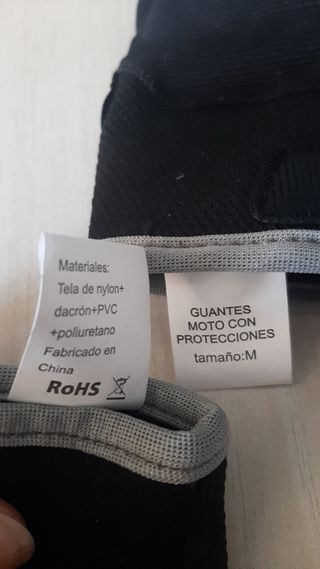 Materiales:
Tela de nylon+
dacrón+PVC
+poliuretano
Fabricado en
China
RoHS
GUANTES
MOTO CON
PROTECCIONES
tamaño:M